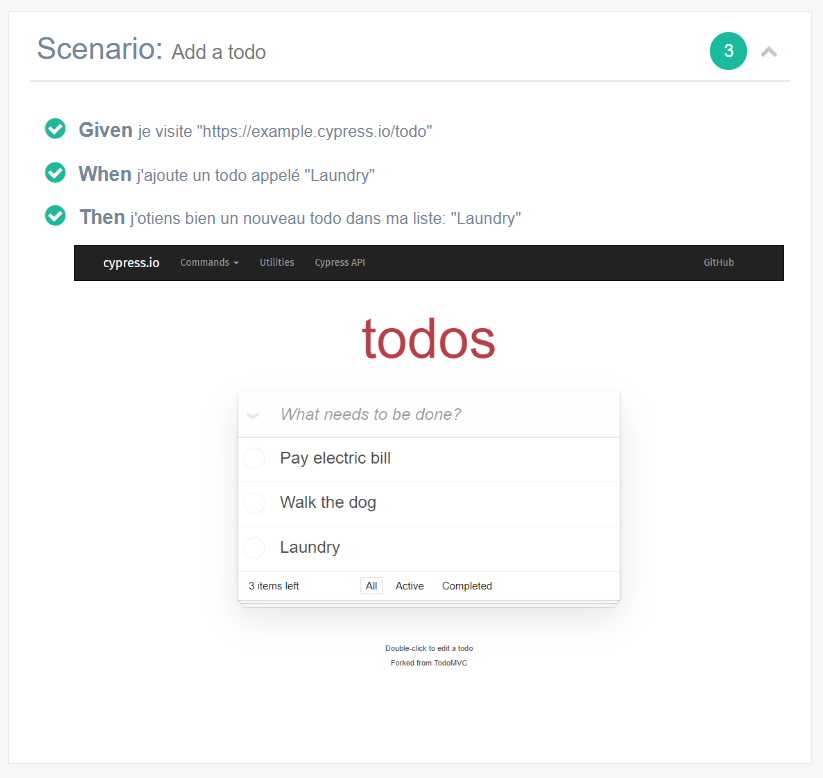 Scenario: Add a todo
3
Given je visite "https://example.cypress.io/todo"
When j'ajoute un todo appelé "Laundry"
Then j'otiens bien un nouveau todo dans ma liste: "Laundry"
cypress.io Commands Utilities Cypress API GitHub
todos
What needs to be done?
Pay electric bill
Walk the dog
Laundry
3 items left All Active Completed
Double-click to edit a todo
Forked from TodoMVC